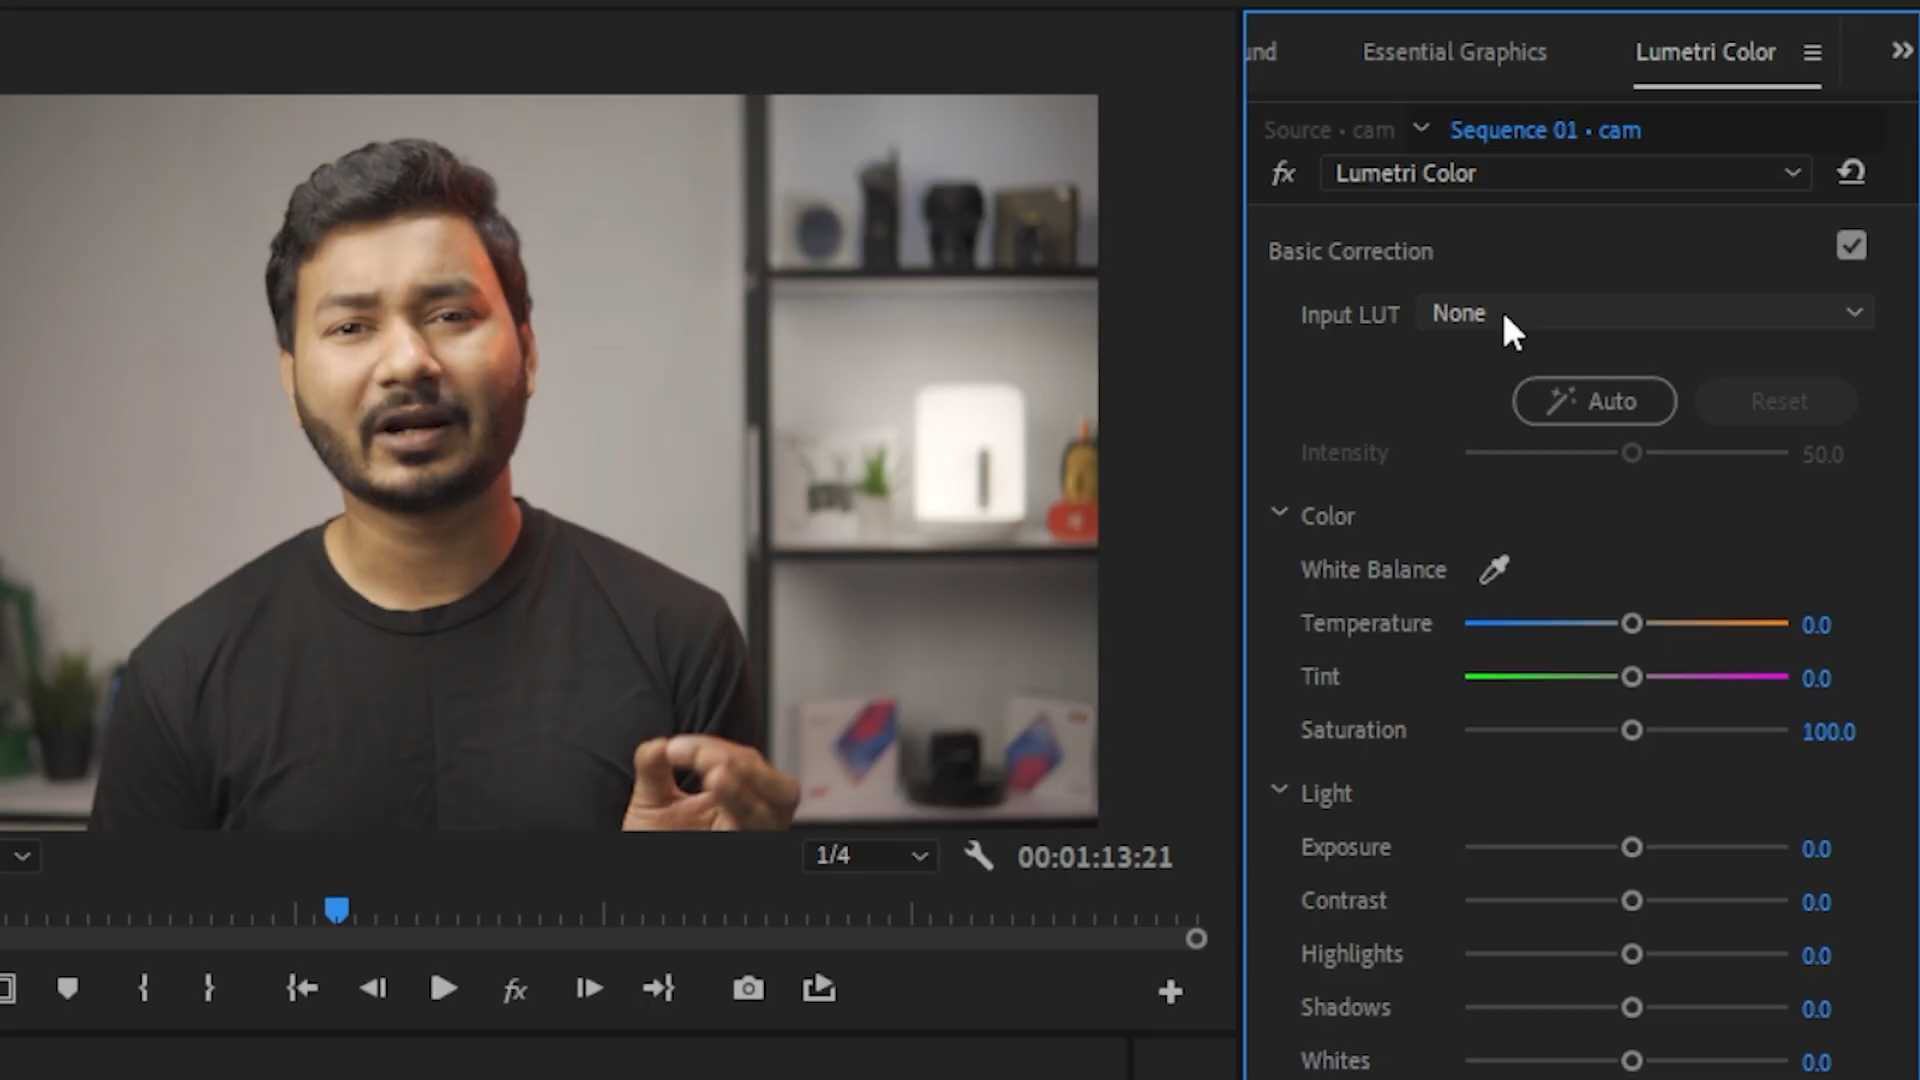 und Essential Graphics Lumetri Color
Source • cam Sequence 01 • cam
fx Lumetri Color
Basic Correction
Input LUT None
Auto Reset
Intensity 50.0
Color
White Balance
Temperature 0.0
Tint 0.0
Saturation 100.0
Light
Exposure 0.0
Contrast 0.0
Highlights 0.0
Shadows 0.0
Whites 0.0
1/4 00:01:13:21
fx